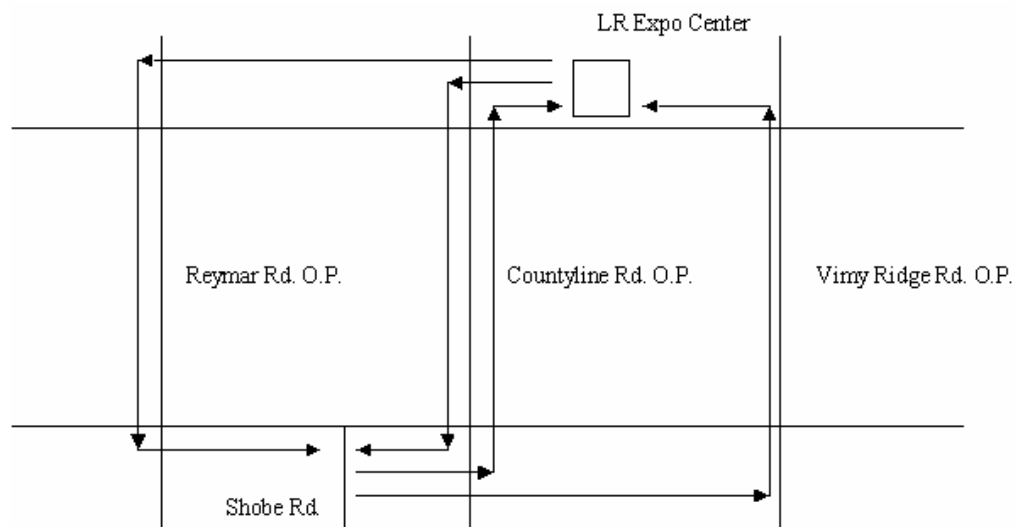 LR Expo Center
Reymar Rd. O.P.
Countyline Rd. O.P.
Vimy Ridge Rd. O.P.
Shobe Rd